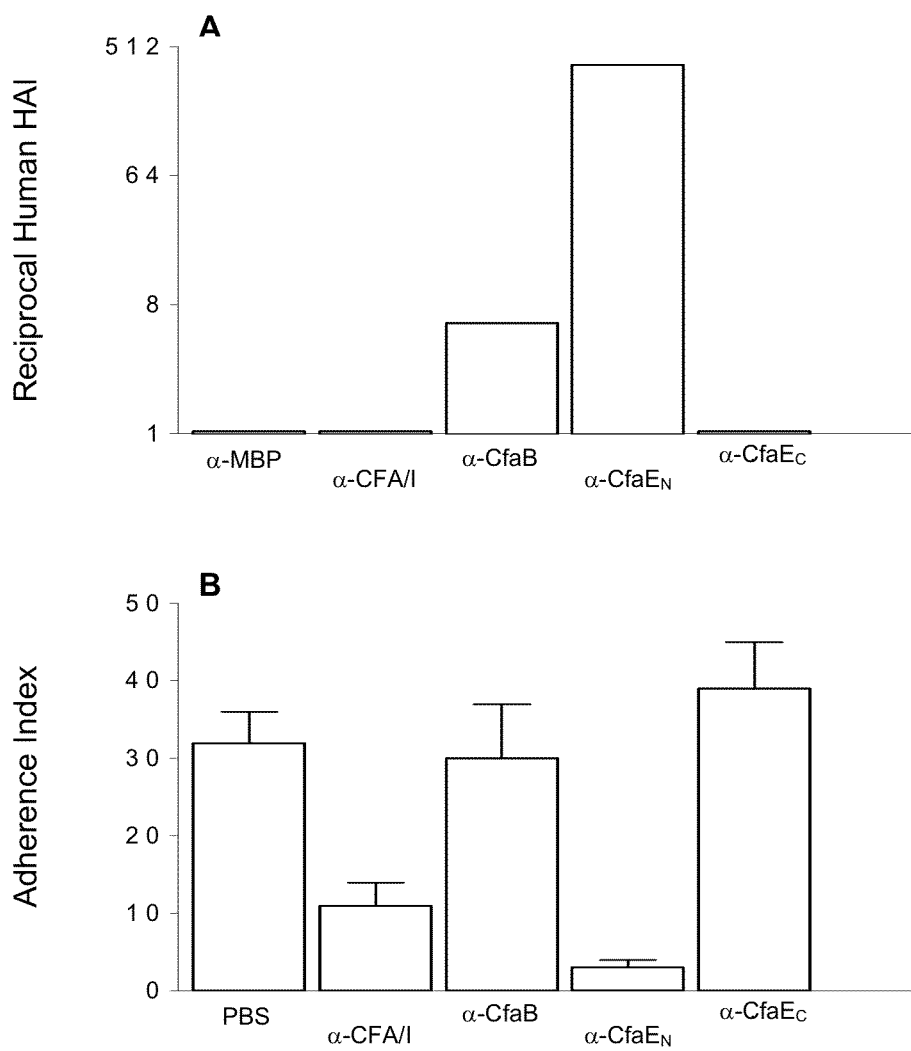 A
Reciprocal Human HAI
512
64
8
1
α-MBP
α-CFA/I
α-CfaB
α-CfaEN
α-CfaEC
B
Adherence Index
50
40
30
20
10
0
PBS
α-CFA/I
α-CfaB
α-CfaEN
α-CfaEC